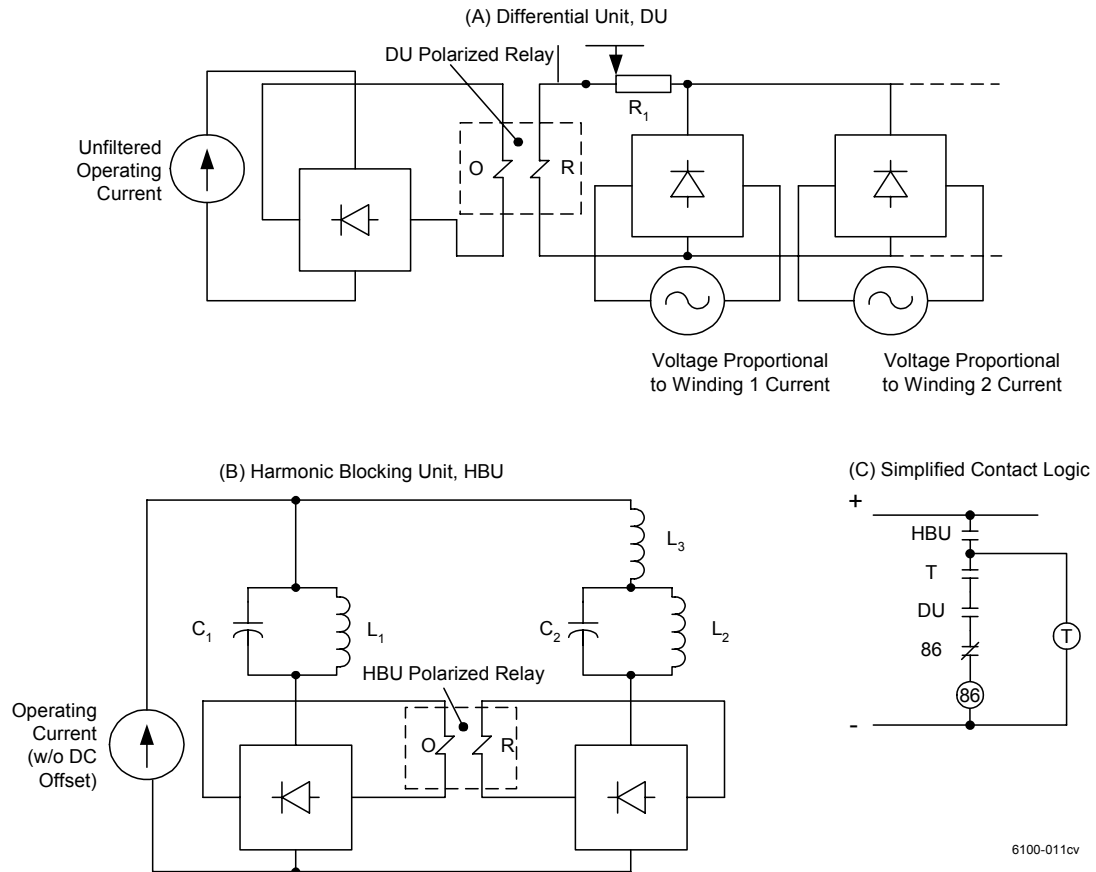 (A) Differential Unit, DU
DU Polarized Relay
R1
Unfiltered
Operating
Current
O
R
Voltage Proportional
to Winding 1 Current
Voltage Proportional
to Winding 2 Current
(B) Harmonic Blocking Unit, HBU
L3
C1
L1
C2
L2
HBU Polarized Relay
O
R
Operating
Current
(w/o DC
Offset)
(C) Simplified Contact Logic
+
HBU
T
DU
T
86
86
-
6100-011cv